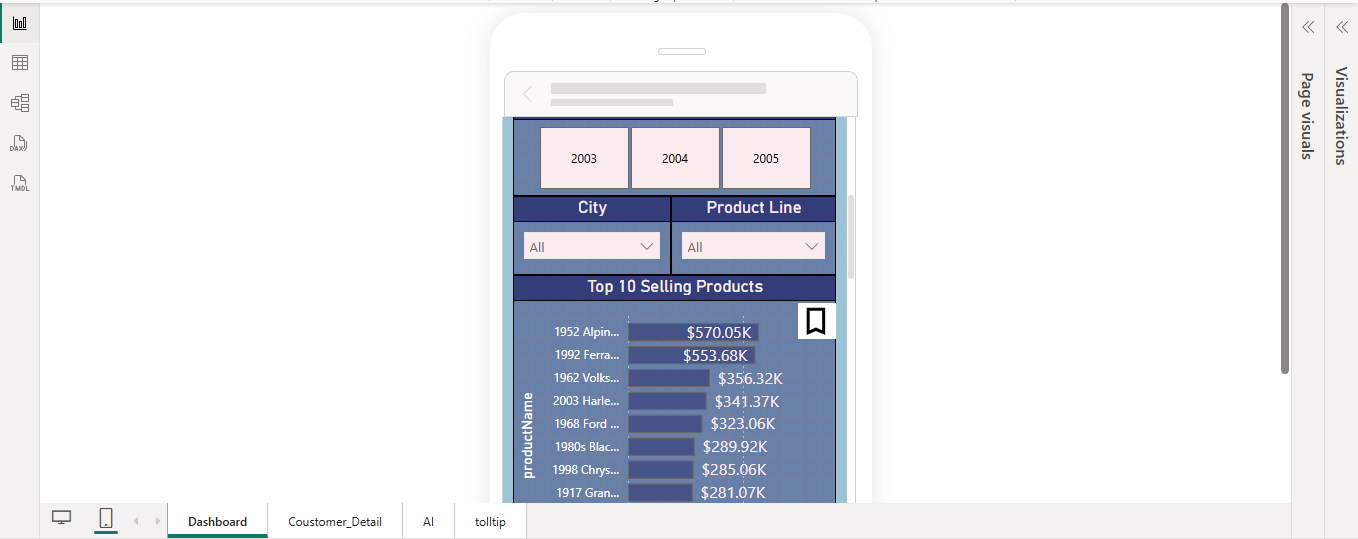 2003 2004 2005
City Product Line
All All
Top 10 Selling Products
productName
1952 Alpin... $570.05K
1992 Ferra... $553.68K
1962 Volks... $356.32K
2003 Harle... $341.37K
1968 Ford ... $323.06K
1980s Blac... $289.92K
1998 Chrys... $285.06K
1917 Gran... $281.07K
DAX
TMDL
Page visuals
Visualizations
Dashboard Coustomer_Detail AI tolltip